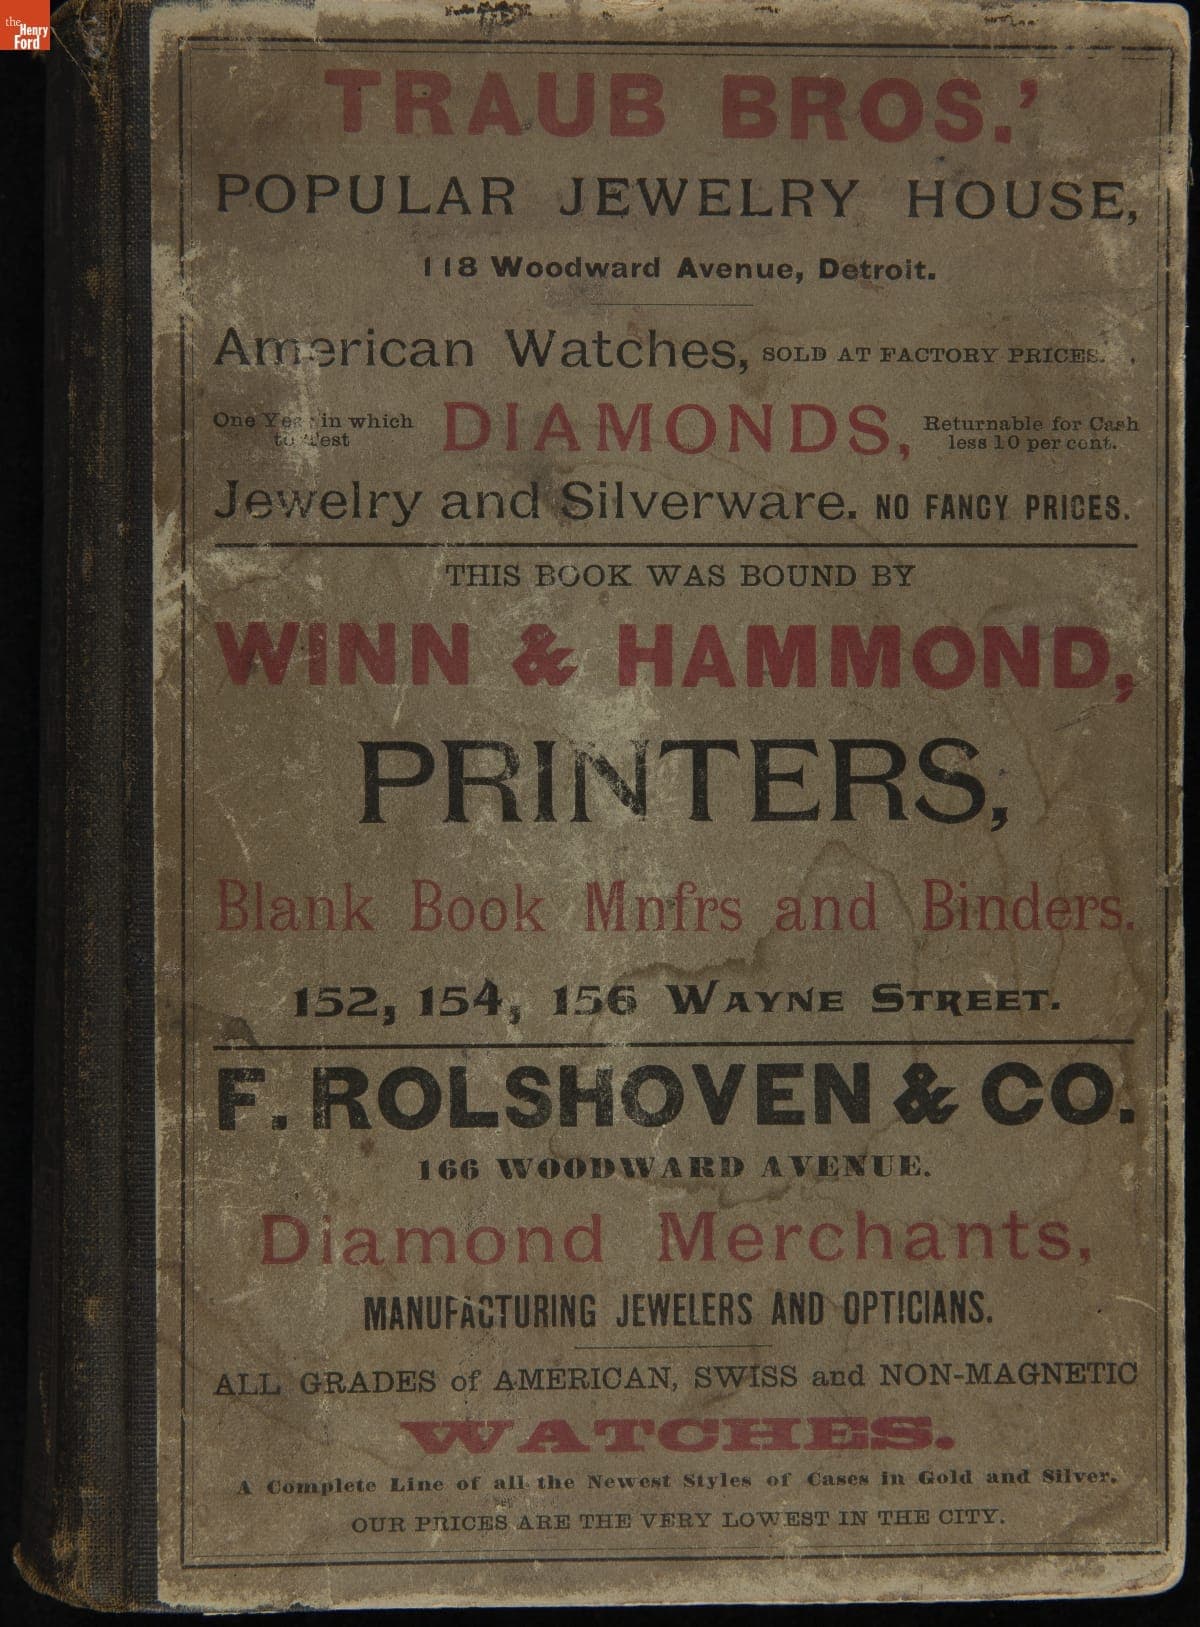 the
Henry
Ford
TRAUB BROS.'
POPULAR JEWELRY HOUSE,
118 Woodward Avenue, Detroit.
American Watches, SOLD AT FACTORY PRICES.
One Year in which to Test DIAMONDS, Returnable for Cash less 10 per cent.
Jewelry and Silverware. NO FANCY PRICES.
THIS BOOK WAS BOUND BY
WINN & HAMMOND,
PRINTERS,
Blank Book Mnfrs and Binders.
152, 154, 156 WAYNE STREET.
F. ROLSHOVEN & CO.
166 WOODWARD AVENUE.
Diamond Merchants,
MANUFACTURING JEWELERS AND OPTICIANS.
ALL GRADES of AMERICAN, SWISS and NON-MAGNETIC
WATCHES.
A Complete Line of all the Newest Styles of Cases in Gold and Silver.
OUR PRICES ARE THE VERY LOWEST IN THE CITY.